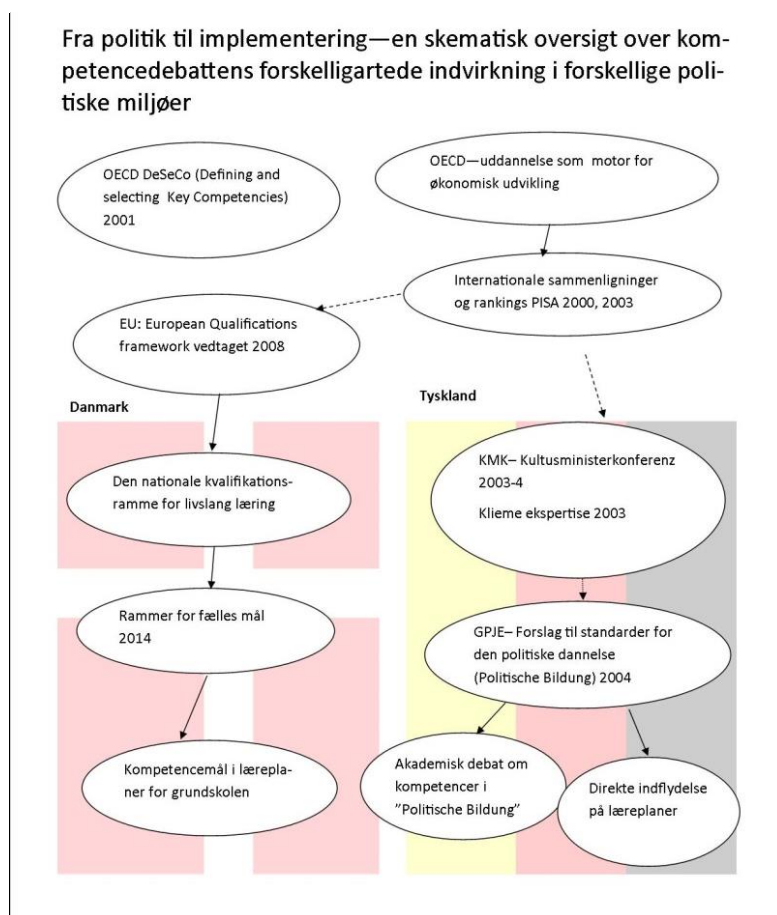 Fra politik til implementering—en skematisk oversigt over kom-
petencedebattens forskelligartede indvirkning i forskellige poli-
tiske miljøer
OECD DeSeCo (Defining and
selecting Key Competencies)
2001
OECD—uddannelse som motor for
økonomisk udvikling
Internationale sammenligninger
og rankings PISA 2000, 2003
EU: European Qualifications
framework vedtaget 2008
Danmark
Tyskland
Den nationale kvalifikations-
ramme for livslang læring
KMK– Kultusministerkonferenz
2003-4
Klieme ekspertise 2003
Rammer for fælles mål
2014
GPJE– Forslag til standarder for
den politiske dannelse
(Politische Bildung) 2004
Kompetencemål i lærepla-
ner for grundskolen
Akademisk debat om
kompetencer i
”Politische Bildung”
Direkte indflydelse
på læreplaner